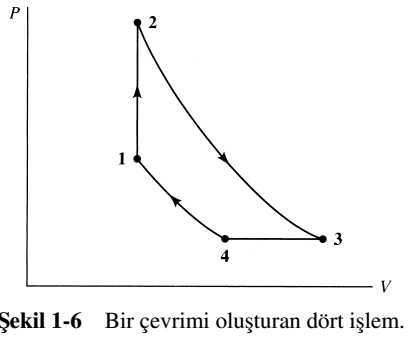 P
2
1
3
4
V
Şekil 1-6 Bir çevrimi oluşturan dört işlem.